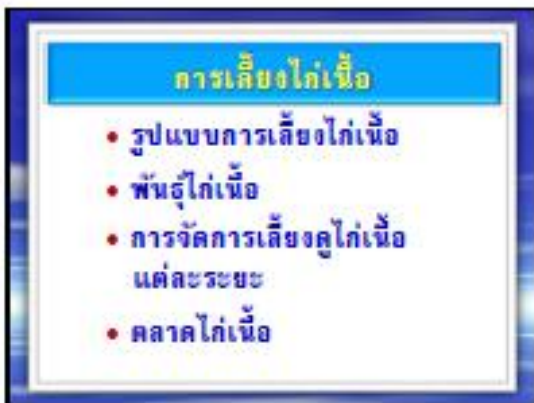 การเลี้ยงไก่เนื้อ
• รูปแบบการเลี้ยงไก่เนื้อ
• พันธุ์ไก่เนื้อ
• การจัดการเลี้ยงดูไก่เนื้อ
แต่ละระยะ
• ตลาดไก่เนื้อ